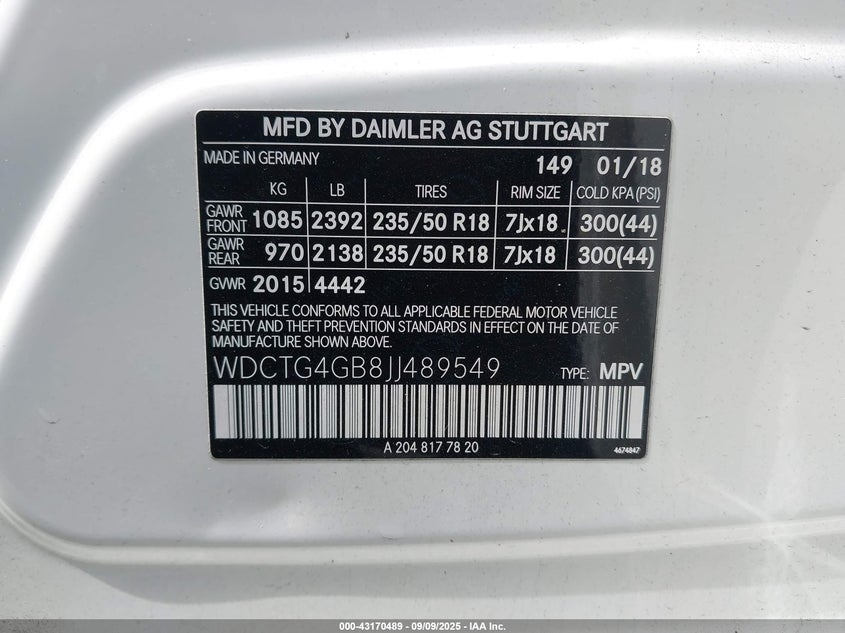 MFD BY DAIMLER AG STUTTGART
MADE IN GERMANY 149 01/18
KG LB TIRES RIM SIZE COLD KPA (PSI)
GAWR FRONT 1085 2392 235/50 R18 7Jx18 300(44)
GAWR REAR 970 2138 235/50 R18 7Jx18 300(44)
GVWR 2015 4442
THIS VEHICLE CONFORMS TO ALL APPLICABLE FEDERAL MOTOR VEHICLE
SAFETY AND THEFT PREVENTION STANDARDS IN EFFECT ON THE DATE OF
MANUFACTURE SHOWN ABOVE.
WDCTG4GB8JJ489549 TYPE: MPV
A 204 817 78 20 4674847
000-43170489 - 09/09/2025 - IAA Inc.